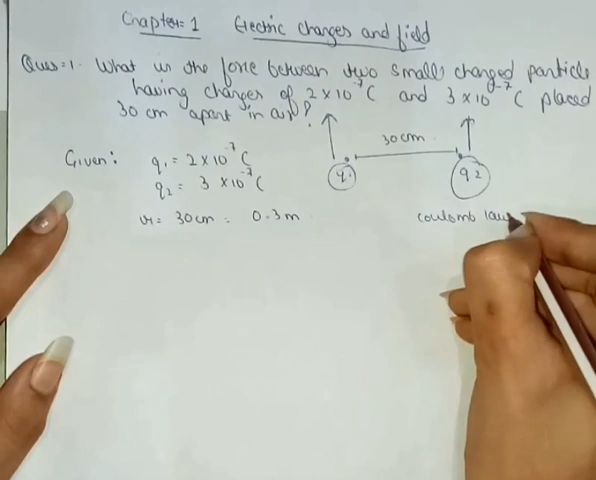 Chapter: 1 Electric charges and field
Ques: 1. What is the force between two small charged particle
having charges of 2 × 10⁻⁷ C and 3 × 10⁻⁷ C placed
30 cm apart in air?
30 cm
Given: q₁ = 2 × 10⁻⁷ C
q₁ q₂
q₂ = 3 × 10⁻⁷ C
r = 30 cm = 0.3 m
coulomb law